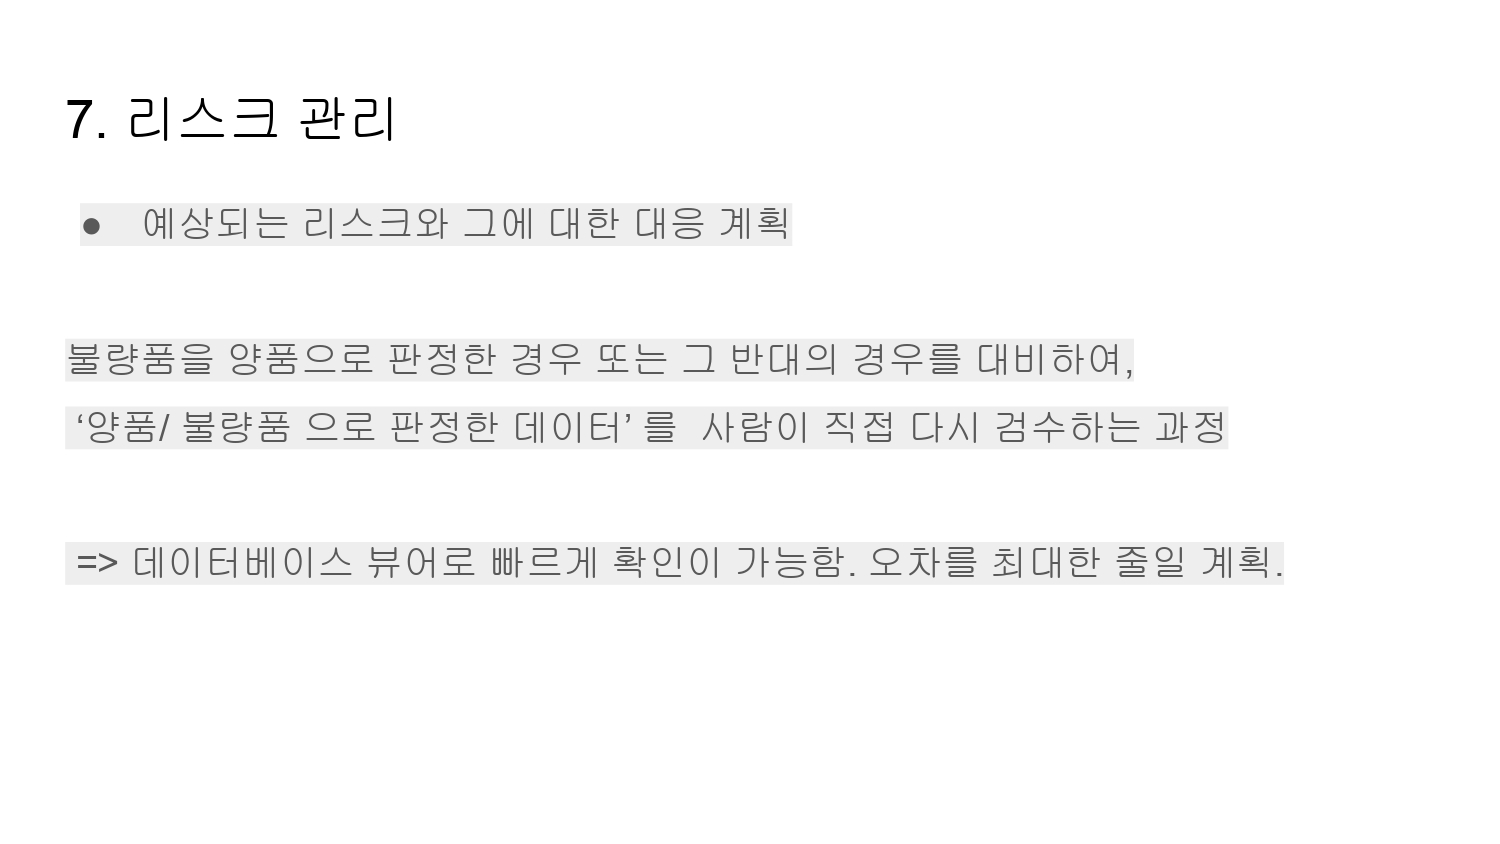 7. 리스크 관리
● 예상되는 리스크와 그에 대한 대응 계획
불량품을 양품으로 판정한 경우 또는 그 반대의 경우를 대비하여,
‘양품/ 불량품 으로 판정한 데이터’ 를  사람이 직접 다시 검수하는 과정
=> 데이터베이스 뷰어로 빠르게 확인이 가능함. 오차를 최대한 줄일 계획.